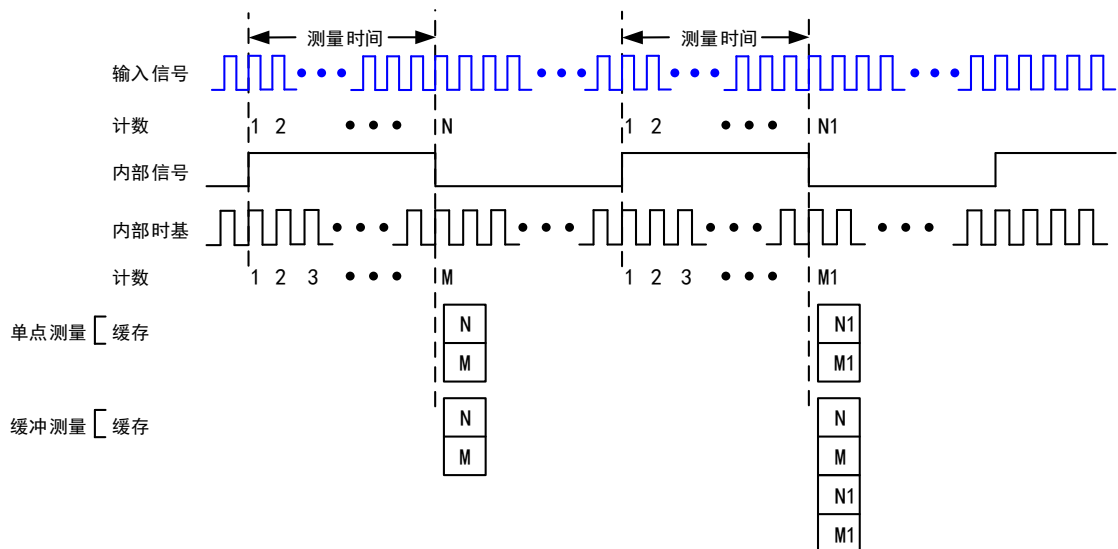 测量时间 测量时间
输入信号
计数 1 2 N 1 2 N1
内部信号
内部时基
计数 1 2 3 M 1 2 3 M1
单点测量 缓存 N N1
M M1
缓冲测量 缓存 N N
M M
N1
M1